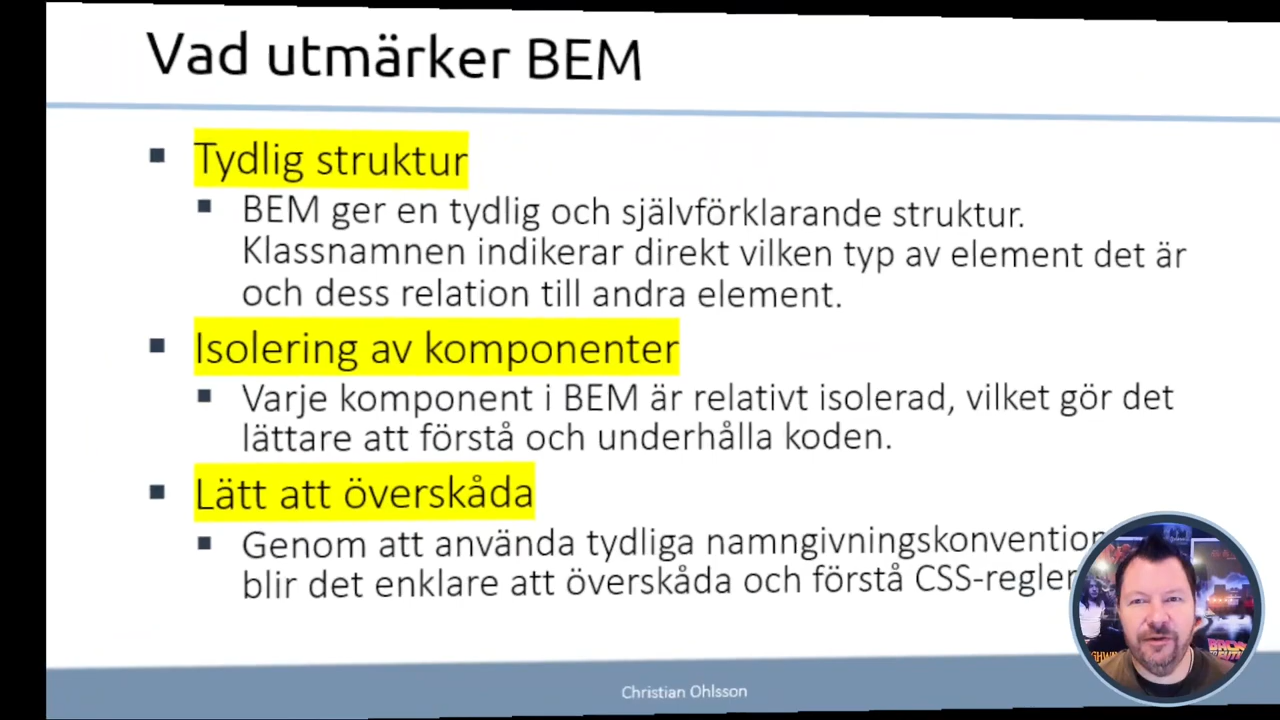 Vad utmärker BEM
Tydlig struktur
BEM ger en tydlig och självförklarande struktur.
Klassnamnen indikerar direkt vilken typ av element det är
och dess relation till andra element.
Isolering av komponenter
Varje komponent i BEM är relativt isolerad, vilket gör det
lättare att förstå och underhålla koden.
Lätt att överskåda
Genom att använda tydliga namngivningskonvention
blir det enklare att överskåda och förstå CSS-regler
Christian Ohlsson